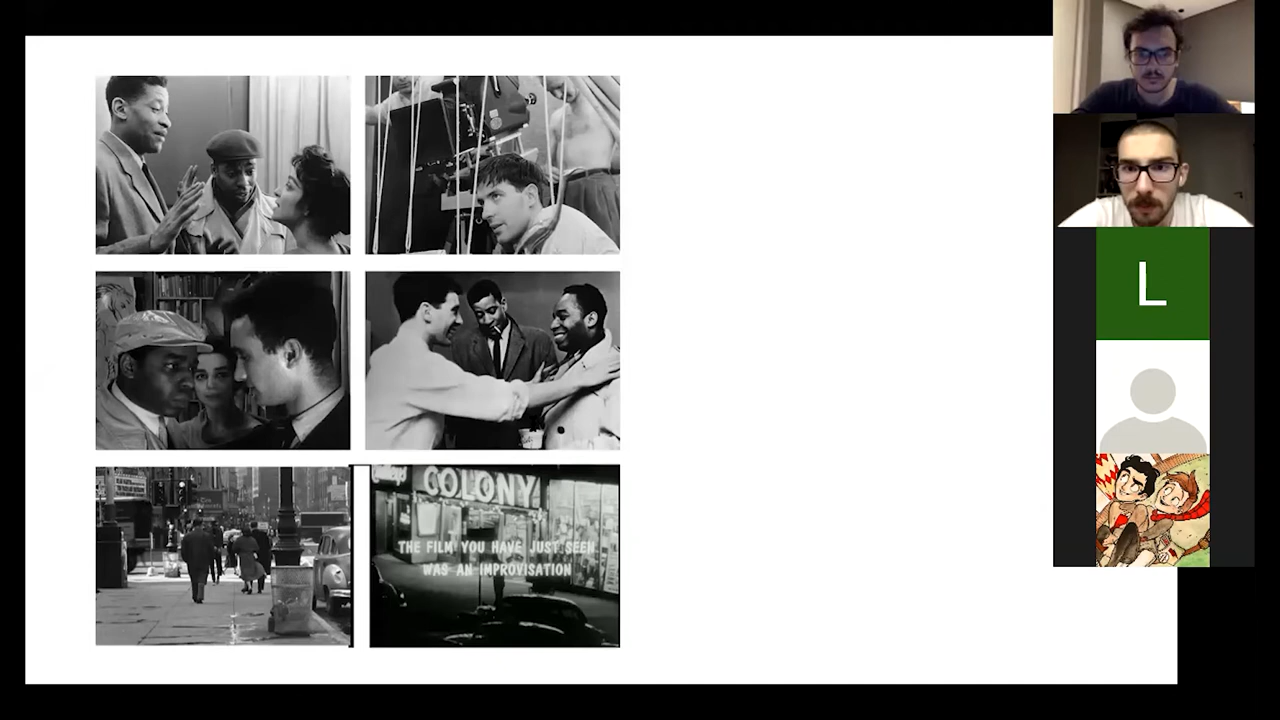 COLONY
THE FILM YOU HAVE JUST SEEN
WAS AN IMPROVISATION
L